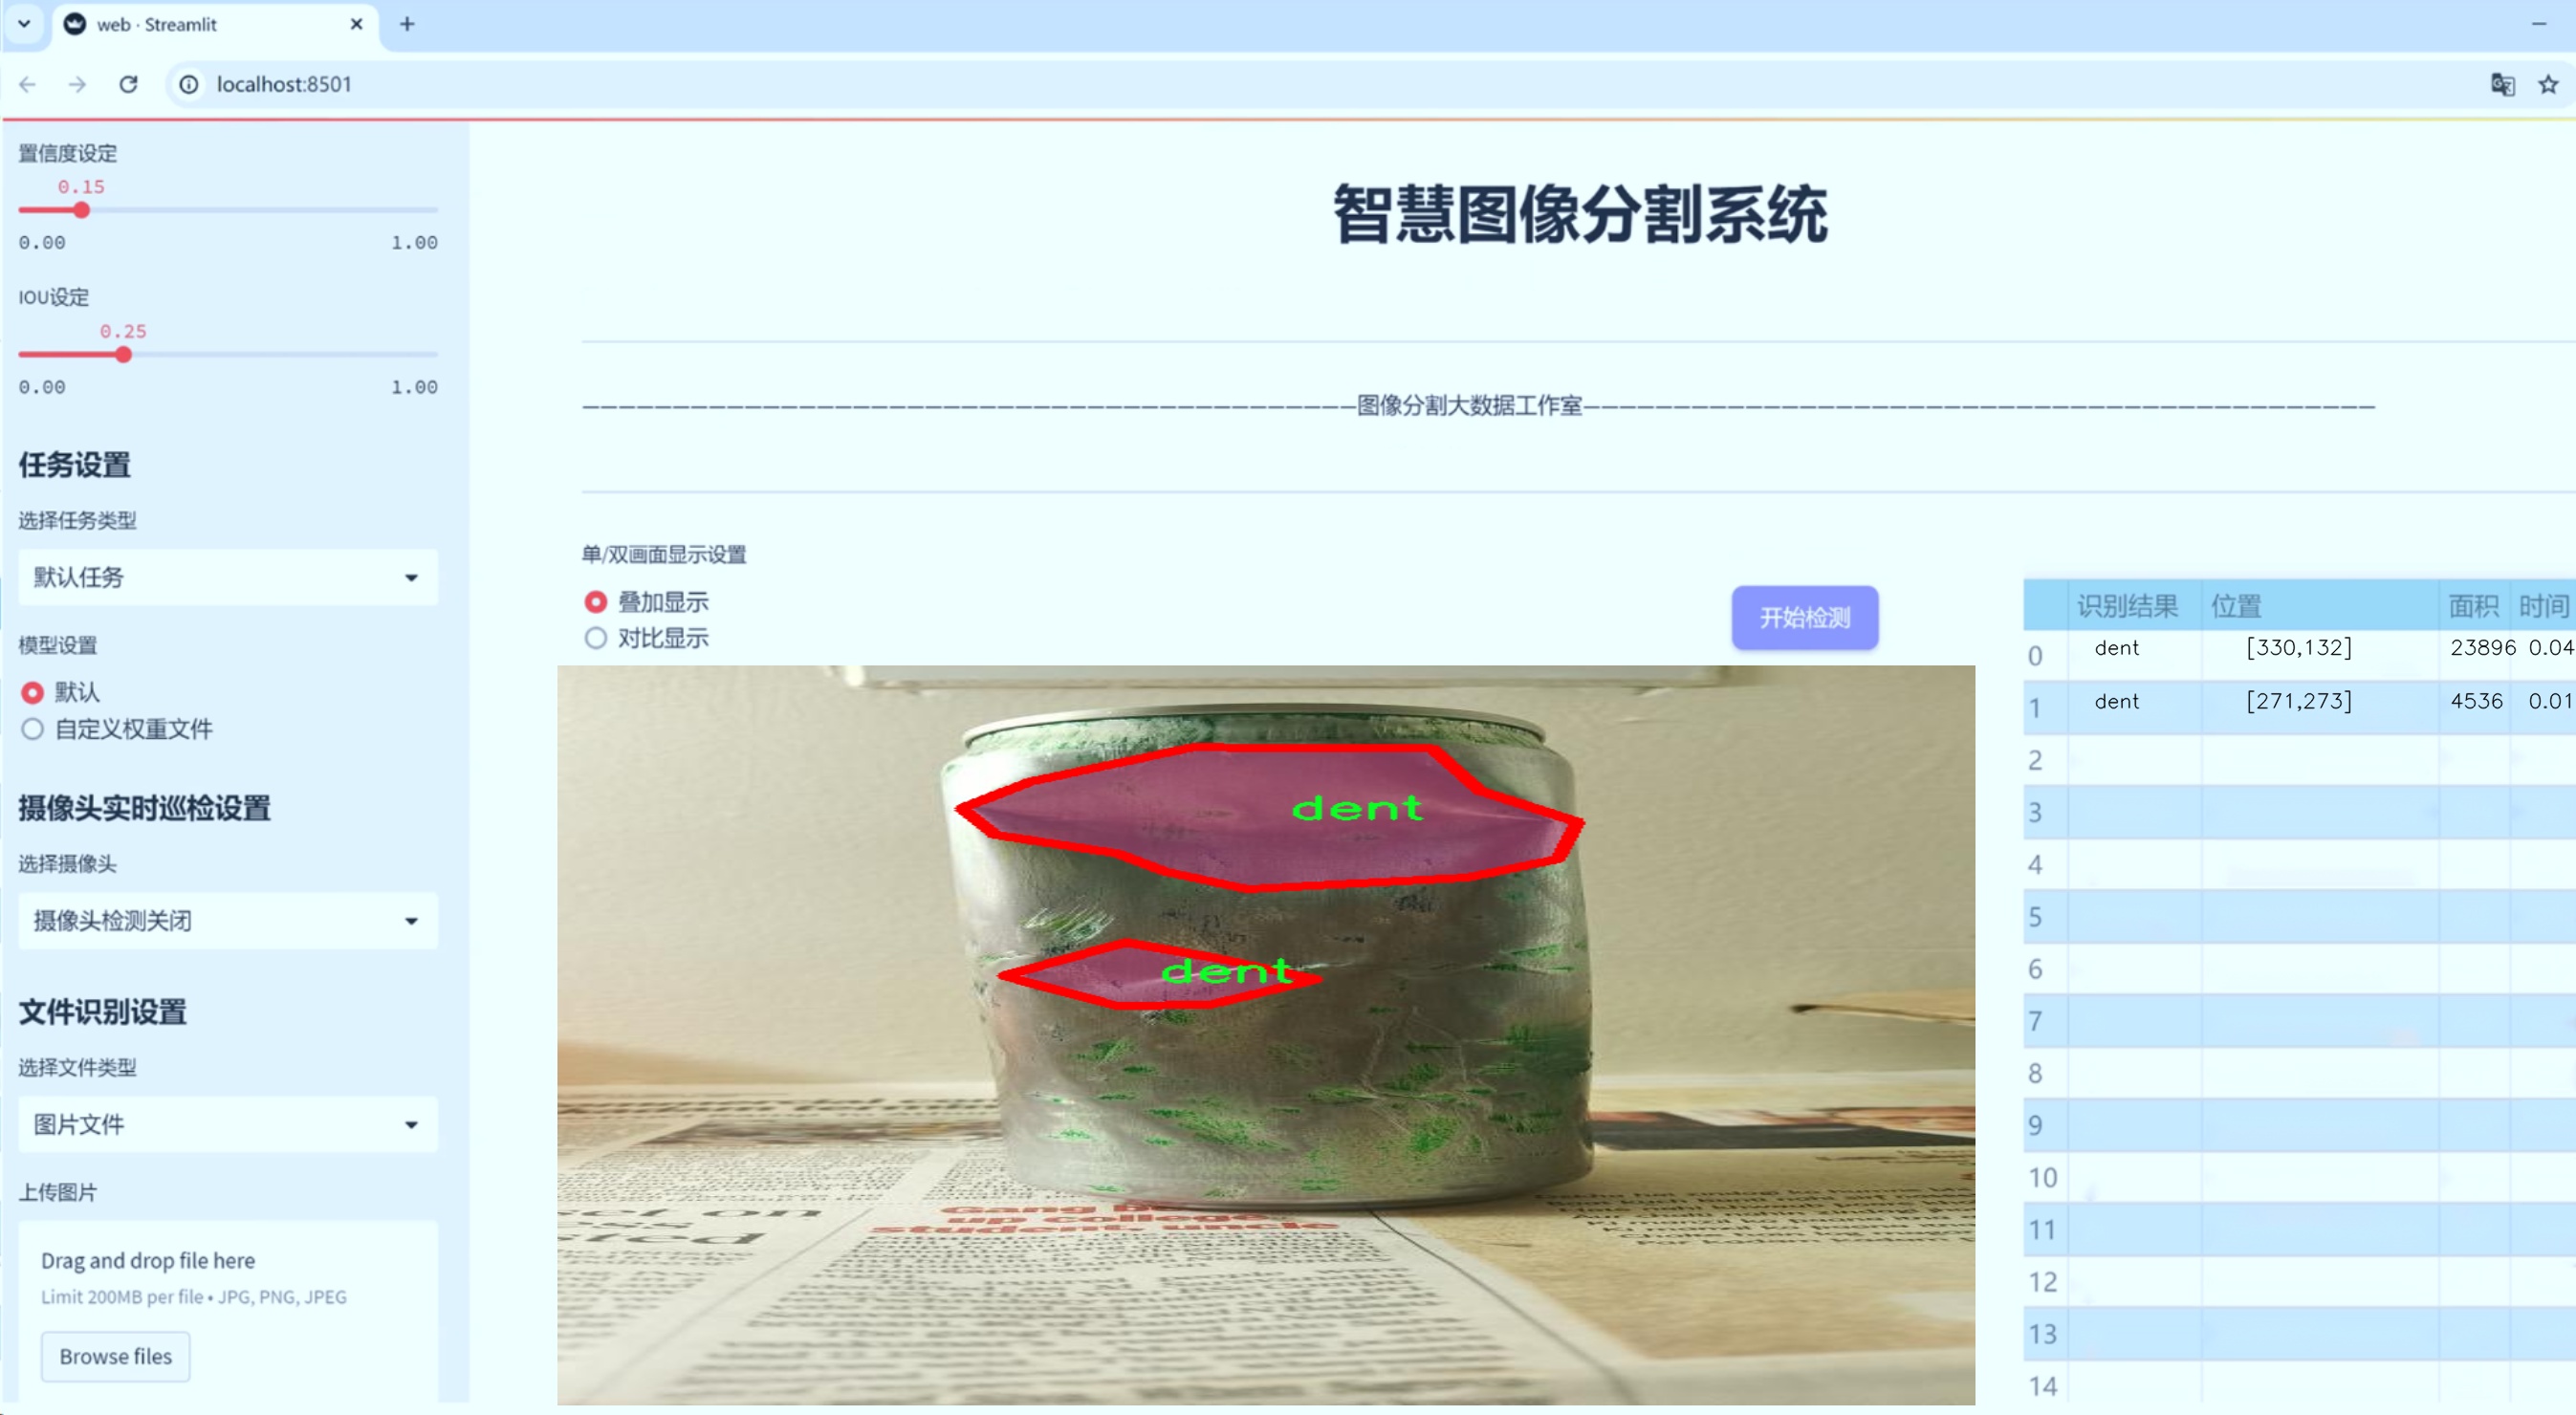 web · Streamlit
localhost:8501
置信度设定
0.15
0.00 1.00
IOU设定
0.25
0.00 1.00
任务设置
选择任务类型
默认任务
模型设置
默认
自定义权重文件
摄像头实时巡检设置
选择摄像头
摄像头检测关闭
文件识别设置
选择文件类型
图片文件
上传图片
Drag and drop file here
Limit 200MB per file • JPG, PNG, JPEG
Browse files
智慧图像分割系统
图像分割大数据工作室
单/双画面显示设置
叠加显示
对比显示
开始检测
dent
dent
up college
student, uncle
识别结果 位置 面积 时间
0 dent [330,132] 23896 0.04
1 dent [271,273] 4536 0.01
2
3
4
5
6
7
8
9
10
11
12
13
14